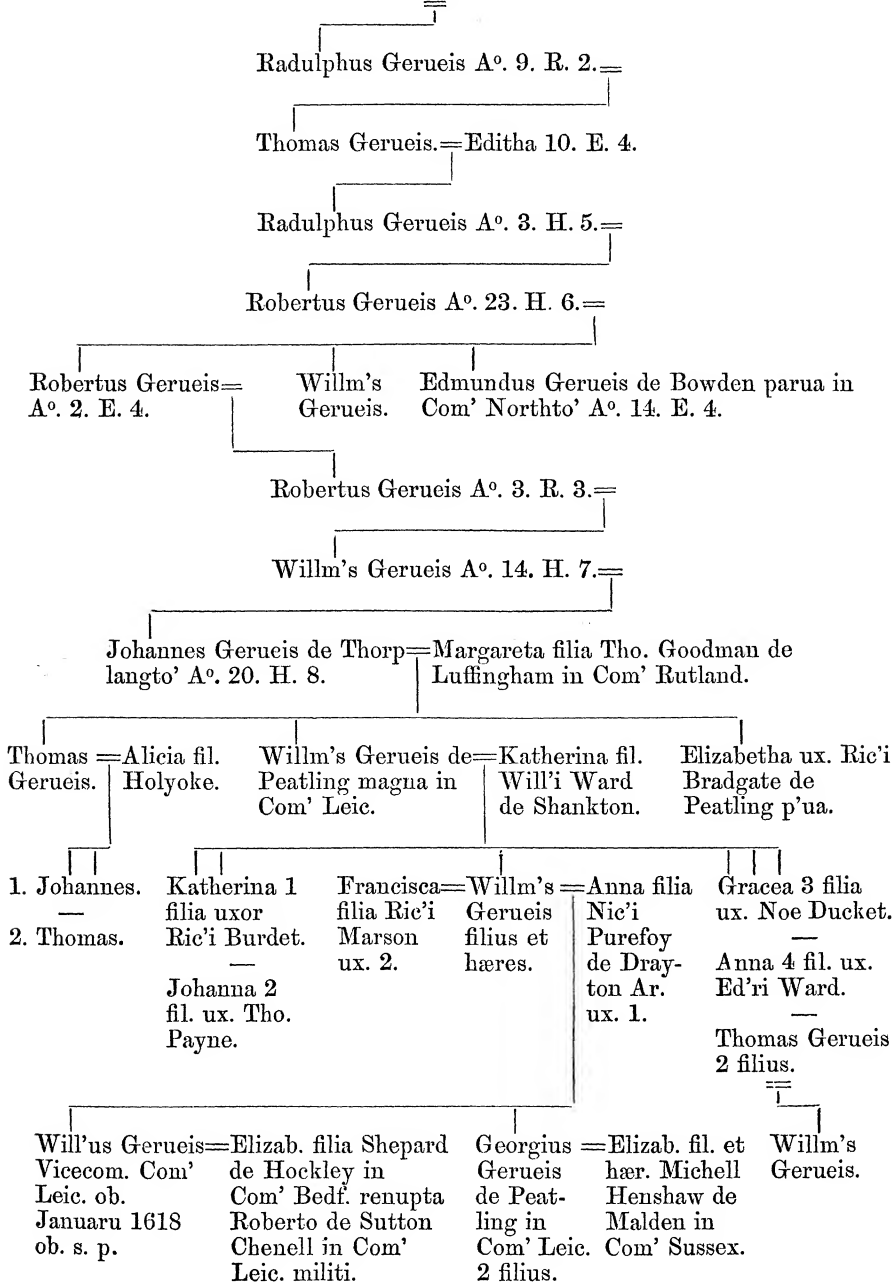 Radulphus Gerueis Aº. 9. R. 2.=
Thomas Gerueis.=Editha 10. E. 4.
Radulphus Gerueis Aº. 3. H. 5.=
Robertus Gerueis Aº. 23. H. 6.=
Robertus Gerueis=
Aº. 2. E. 4.
Willm's
Gerueis.
Edmundus Gerueis de Bowden parua in
Com' Northto' Aº. 14. E. 4.
Robertus Gerueis Aº. 3. R. 3.=
Willm's Gerueis Aº. 14. H. 7.=
Johannes Gerueis de Thorp=
langto' Aº. 20. H. 8.
Margareta filia Tho. Goodman de
Luffingham in Com' Rutland.
Thomas =
Gerueis.
Alicia fil.
Holyoke.
Willm's Gerueis de=
Peatling magna in
Com' Leic.
Katherina fil.
Will'i Ward
de Shankton.
Elizabetha ux. Ric'i
Bradgate de
Peatling p'ua.
1. Johannes.
—
2. Thomas.
Katherina 1
filia uxor
Ric'i Burdet.
—
Johanna 2
fil. ux. Tho.
Payne.
Francisca=
filia Ric'i
Marson
ux. 2.
Willm's =
Gerueis
filius et
hæres.
Anna filia
Nic'i
Purefoy
de Dray-
ton Ar.
ux. 1.
Gracea 3 filia
ux. Noe Ducket.
—
Anna 4 fil. ux.
Ed'ri Ward.
—
Thomas Gerueis
2 filius.
Will'us Gerueis=
Vicecom. Com'
Leic. ob.
Januaru 1618
ob. s. p.
Elizab. filia Shepard
de Hockley in
Com' Bedf. renupta
Roberto de Sutton
Chenell in Com'
Leic. militi.
Georgius =
Gerueis
de Peat-
ling in
Com' Leic.
2 filius.
Elizab. fil. et
hær. Michell
Henshaw de
Malden in
Com' Sussex.
Willm's
Gerueis.